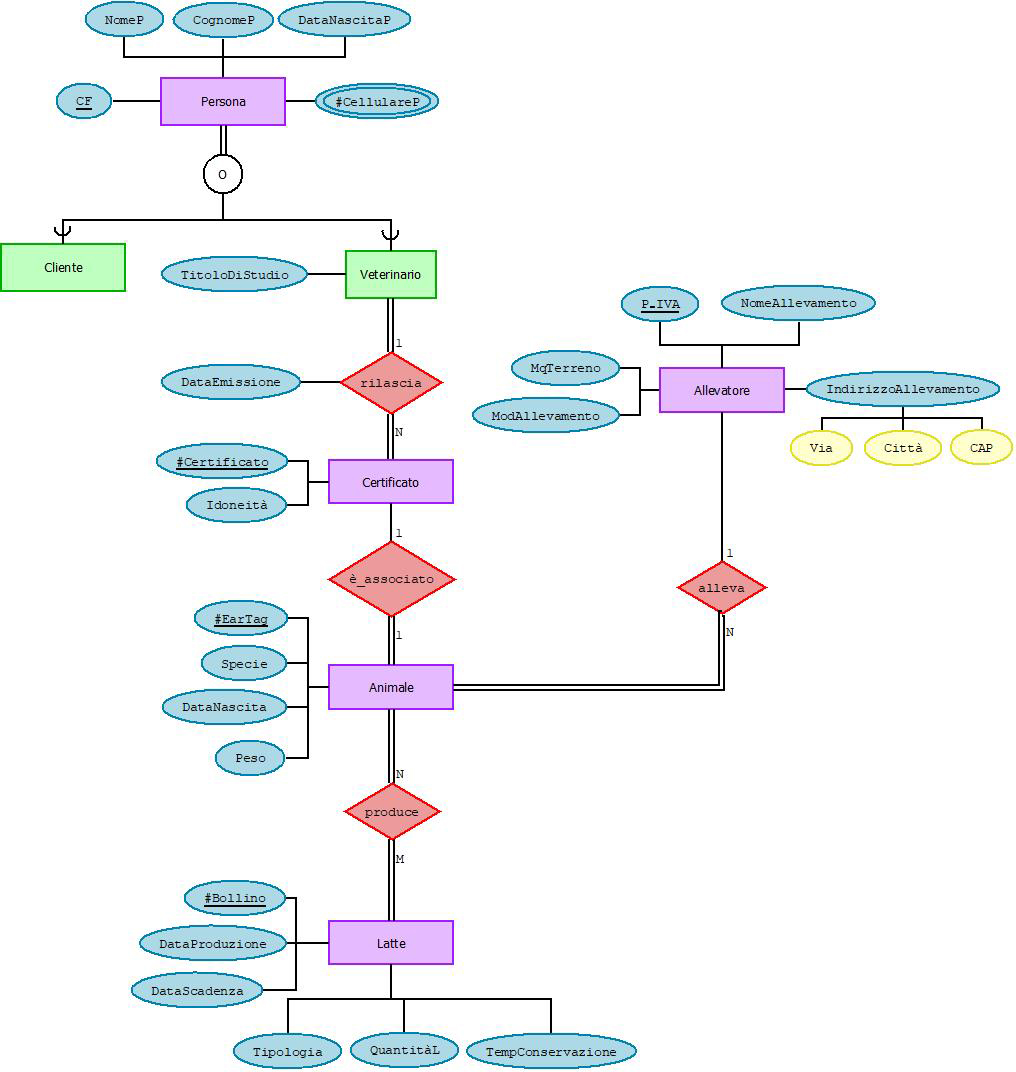 NomeP
CognomeP
DataNascitaP
CF
Persona
#CellulareP
O
Cliente
TitoloDiStudio
Veterinario
P_IVA
NomeAllevamento
1
DataEmissione
rilascia
MqTerreno
Allevatore
IndirizzoAllevamento
ModAllevamento
N
Via
Città
CAP
#Certificato
Certificato
Idoneità
1
1
è_associato
alleva
#EarTag
1
N
Specie
Animale
DataNascita
Peso
N
produce
M
#Bollino
DataProduzione
Latte
DataScadenza
Tipologia
QuantitàL
TempConservazione